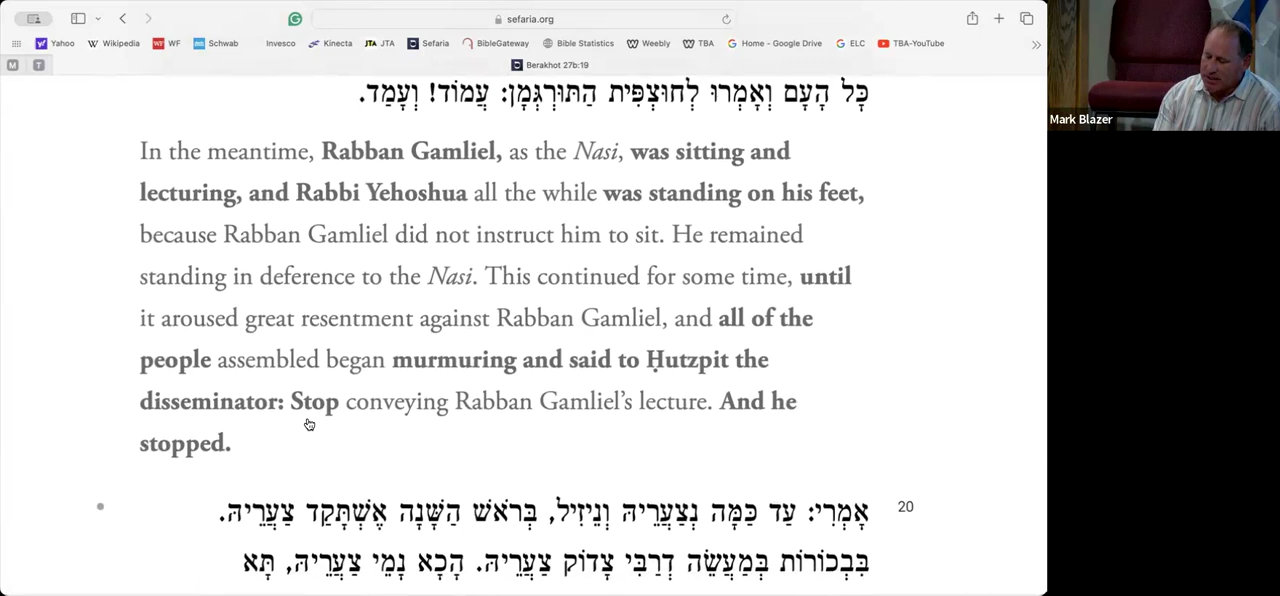 sefaria.org
Yahoo Wikipedia WF Schwab Invesco Kinecta JTA JTA Sefaria BibleGateway Bible Statistics Weebly TBA Home - Google Drive ELC TBA-YouTube
M T Berakhot 27b:19
Mark Blazer
כׇּל הָעָם וְאָמְרוּ לְחוּצְפִּית הַתּוּרְגְּמָן: עֲמוֹד! וְעָמַד.
In the meantime, Rabban Gamliel, as the Nasi, was sitting and
lecturing, and Rabbi Yehoshua all the while was standing on his feet,
because Rabban Gamliel did not instruct him to sit. He remained
standing in deference to the Nasi. This continued for some time, until
it aroused great resentment against Rabban Gamliel, and all of the
people assembled began murmuring and said to Ḥutzpit the
disseminator: Stop conveying Rabban Gamliel’s lecture. And he
stopped.
20
אָמְרִי: עַד כַּמָּה נְצַעֲרֵיהּ וְנֵיזִיל, בְּרֹאשׁ הַשָּׁנָה אֶשְׁתָּקַד צַעֲרֵיהּ.
בִּבְכוֹרוֹת בְּמַעֲשֵׂה דְרַבִּי צָדוֹק צַעֲרֵיהּ. הָכָא נָמֵי צַעֲרֵיהּ, תָּא